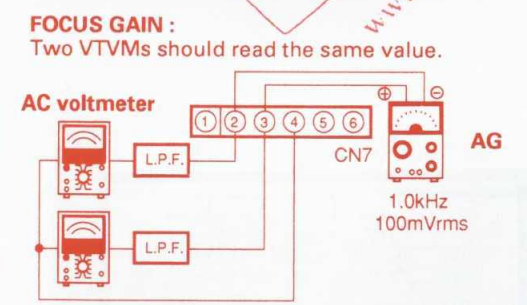 FOCUS GAIN :
Two VTVMs should read the same value.
AC voltmeter
⊕ ⊖
1 2 3 4 5 6
L.P.F.
CN7
AG
1.0kHz
100mVrms
L.P.F.